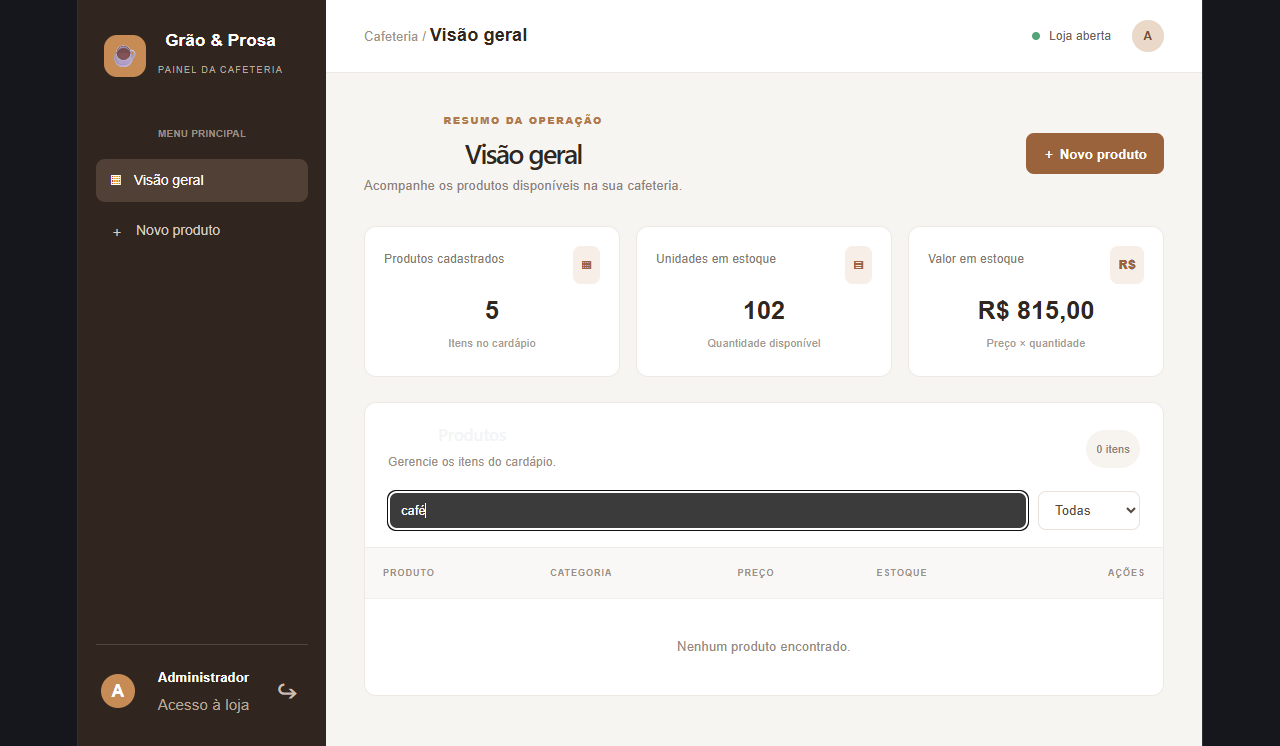 Grão & Prosa
PAINEL DA CAFETERIA
MENU PRINCIPAL
Visão geral
+ Novo produto
A
Administrador
Acesso à loja
Cafeteria / Visão geral
Loja aberta
A
RESUMO DA OPERAÇÃO
Visão geral
Acompanhe os produtos disponíveis na sua cafeteria.
+ Novo produto
Produtos cadastrados
5
Itens no cardápio
Unidades em estoque
102
Quantidade disponível
Valor em estoque
R$
R$ 815,00
Preço × quantidade
Produtos
Gerencie os itens do cardápio.
0 itens
café
Todas
PRODUTO CATEGORIA PREÇO ESTOQUE AÇÕES
Nenhum produto encontrado.